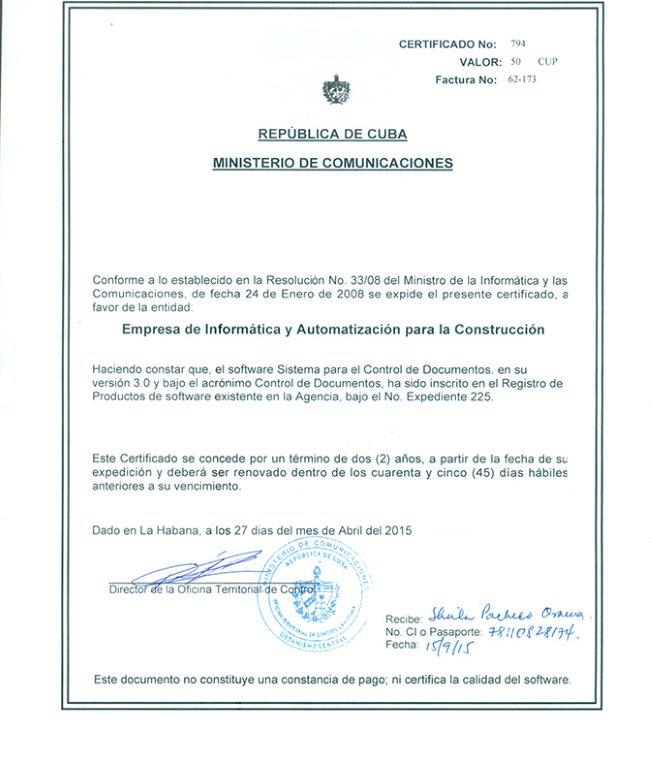 CERTIFICADO No: 794
VALOR: 50 CUP
Factura No: 62-173
REPÚBLICA DE CUBA
MINISTERIO DE COMUNICACIONES
Conforme a lo establecido en la Resolución No. 33/08 del Ministro de la Informática y las
Comunicaciones, de fecha 24 de Enero de 2008 se expide el presente certificado, a
favor de la entidad:
Empresa de Informática y Automatización para la Construcción
Haciendo constar que, el software Sistema para el Control de Documentos. en su
versión 3.0 y bajo el acrónimo Control de Documentos, ha sido inscrito en el Registro de
Productos de software existente en la Agencia, bajo el No. Expediente 225.
Este Certificado se concede por un término de dos (2) años, a partir de la fecha de su
expedición y deberá ser renovado dentro de los cuarenta y cinco (45) días hábiles
anteriores a su vencimiento.
Dado en La Habana, a los 27 dias del mes de Abril del 2015
MINISTERIO DE COMUNICACIONES
REPÚBLICA DE CUBA
Director de la Oficina Territorial de Control
OFICINA TERRITORIAL DE CONTROL
Recibe: Pacheco
No. CI o Pasaporte:
Fecha: 15/9/15
Este documento no constituye una constancia de pago; ni certifica la calidad del software.